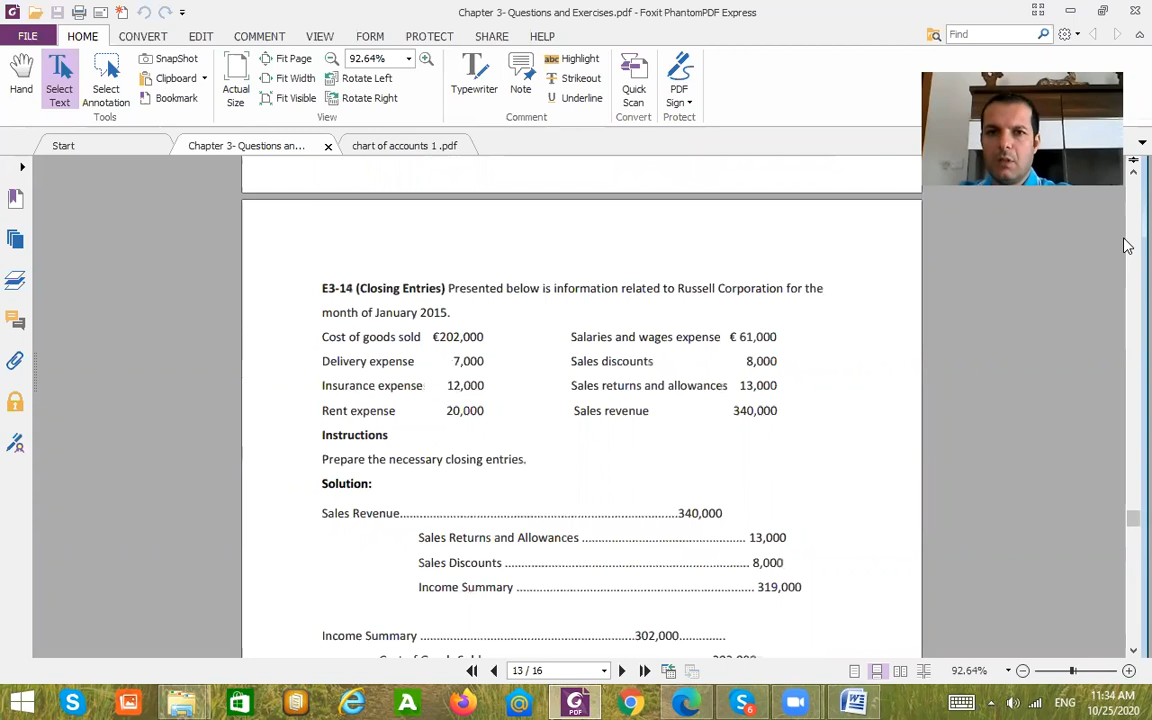 Chapter 3- Questions and Exercises.pdf - Foxit PhantomPDF Express
FILE HOME CONVERT EDIT COMMENT VIEW FORM PROTECT SHARE HELP
Find
Hand
Select Text
Select Annotation
SnapShot
Clipboard
Bookmark
Tools
Actual Size
Fit Page
Fit Width
Fit Visible
92.64%
Rotate Left
Rotate Right
View
Typewriter
Note
Highlight
Strikeout
Underline
Comment
Quick Scan
Convert
PDF Sign
Protect
Start Chapter 3- Questions an... chart of accounts 1 .pdf
E3-14 (Closing Entries) Presented below is information related to Russell Corporation for the
month of January 2015.
Cost of goods sold €202,000 Salaries and wages expense € 61,000
Delivery expense 7,000 Sales discounts 8,000
Insurance expense 12,000 Sales returns and allowances 13,000
Rent expense 20,000 Sales revenue 340,000
Instructions
Prepare the necessary closing entries.
Solution:
Sales Revenue...........................................................................340,000
Sales Returns and Allowances ............................................ 13,000
Sales Discounts .................................................................. 8,000
Income Summary ................................................................ 319,000
Income Summary .........................................................302,000.............
13 / 16
92.64%
ENG
11:34 AM
10/25/2020